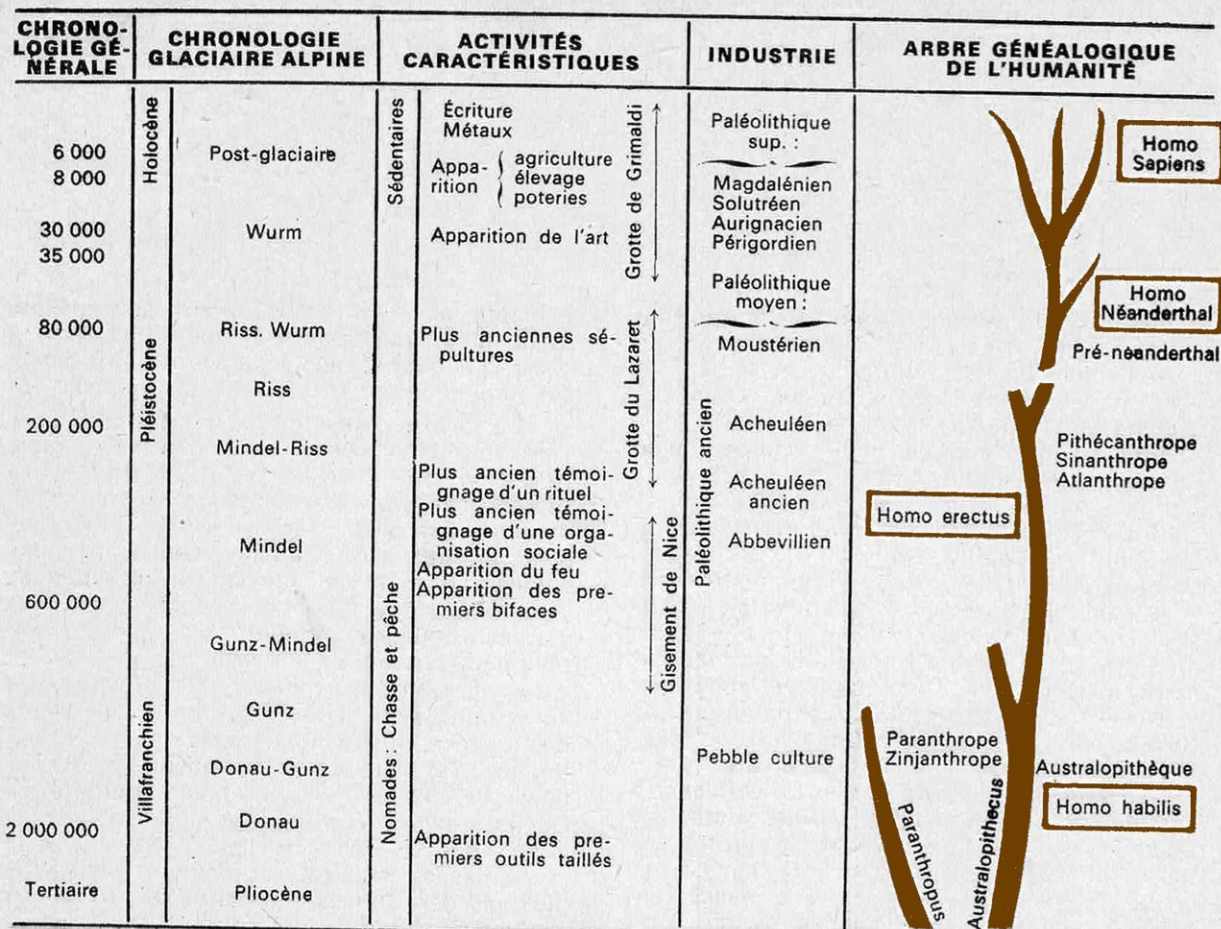 CHRONO-
LOGIE GÉ-
NÉRALE
CHRONOLOGIE
GLACIAIRE ALPINE
ACTIVITÉS
CARACTÉRISTIQUES
INDUSTRIE
ARBRE GÉNÉALOGIQUE
DE L'HUMANITÉ
6 000
8 000
30 000
35 000
80 000
200 000
600 000
2 000 000
Tertiaire
Holocène
Pléistocène
Villafranchien
Post-glaciaire
Wurm
Riss. Wurm
Riss
Mindel-Riss
Mindel
Gunz-Mindel
Gunz
Donau-Gunz
Donau
Pliocène
Sédentaires
Nomades : Chasse et pêche
Écriture
Métaux
Appa-
rition
agriculture
élevage
poteries
Apparition de l'art
Plus anciennes sé-
pultures
Plus ancien témoi-
gnage d'un rituel
Plus ancien témoi-
gnage d'une orga-
nisation sociale
Apparition du feu
Apparition des pre-
miers bifaces
Apparition des pre-
miers outils taillés
Grotte de Grimaldi
Grotte du Lazaret
Gisement de Nice
Paléolithique
sup. :
Magdalénien
Solutréen
Aurignacien
Périgordien
Paléolithique
moyen :
Moustérien
Paléolithique ancien
Acheuléen
Acheuléen
ancien
Abbevillien
Pebble culture
Homo
Sapiens
Homo
Néanderthal
Pré-neanderthal
Pithécanthrope
Sinanthrope
Atlanthrope
Homo erectus
Paranthrope
Zinjanthrope
Australopithèque
Homo habilis
Paranthropus
Australopithecus